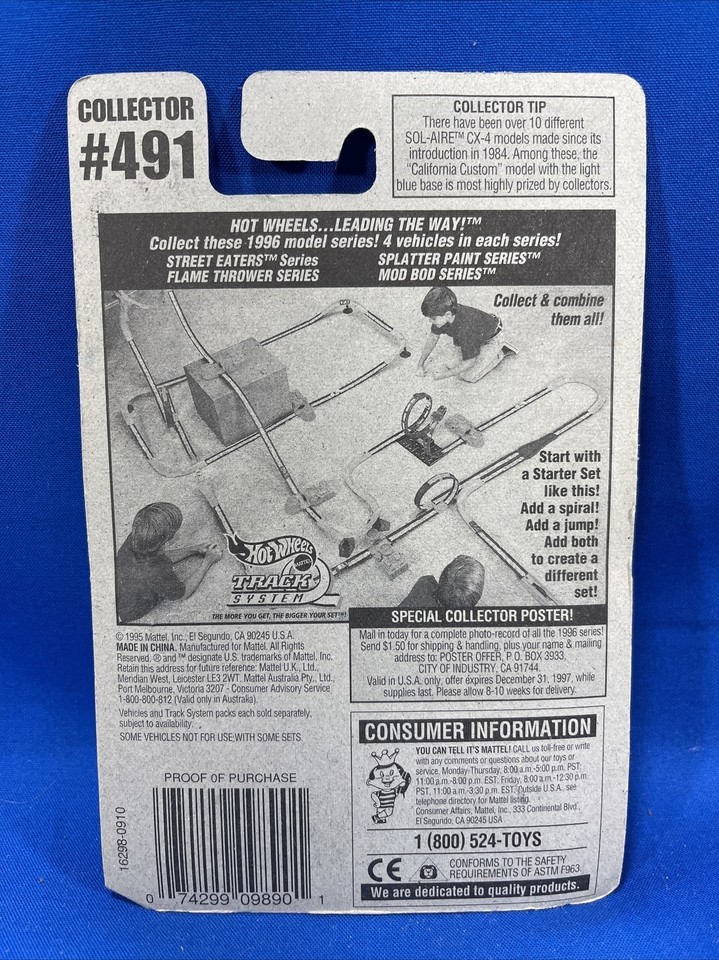 COLLECTOR
#491
COLLECTOR TIP
There have been over 10 different
SOL-AIRE™ CX-4 models made since its
introduction in 1984. Among these, the
"California Custom" model with the light
blue base is most highly prized by collectors.
HOT WHEELS...LEADING THE WAY!™
Collect these 1996 model series! 4 vehicles in each series!
STREET EATERS™ Series
SPLATTER PAINT SERIES™
FLAME THROWER SERIES
MOD BOD SERIES™
Collect & combine
them all!
Start with
a Starter Set
like this!
Add a spiral!
Add a jump!
Add both
to create a
different
set!
HOT WHEELS
MATTEL
TRACK
SYSTEM
THE MORE YOU GET, THE BIGGER YOUR SET™!
© 1995 Mattel, Inc., El Segundo, CA 90245 U.S.A.
MADE IN CHINA. Manufactured for Mattel. All Rights
Reserved. ® and ™ designate U.S. trademarks of Mattel, Inc.
Retain this address for future reference: Mattel U.K., Ltd.,
Meridian West, Leicester LE3 2WT. Mattel Australia Pty., Ltd.,
Port Melbourne, Victoria 3207 - Consumer Advisory Service
1-800-800-812 (Valid only in Australia).
Vehicles and Track System packs each sold separately,
subject to availability.
SOME VEHICLES NOT FOR USE WITH SOME SETS.
SPECIAL COLLECTOR POSTER!
Mail in today for a complete photo-record of all the 1996 series!
Send $1.50 for shipping & handling, plus your name & mailing
address to: POSTER OFFER, P.O. BOX 3933,
CITY OF INDUSTRY, CA 91744.
Valid in U.S.A. only, offer expires December 31, 1997, while
supplies last. Please allow 8-10 weeks for delivery.
CONSUMER INFORMATION
YOU CAN TELL IT'S MATTEL! CALL us toll-free or write
with any comments or questions about our toys or
service. Monday-Thursday, 8:00 a.m.-5:00 p.m. PST;
11:00 a.m.-8:00 p.m. EST: Friday, 8:00 a.m.-12:30 p.m.
PST, 11:00 a.m.-3:30 p.m. EST. Outside U.S.A., see
telephone directory for Mattel listing.
Consumer Affairs, Mattel, Inc., 333 Continental Blvd.,
El Segundo, CA 90245 USA
1 (800) 524-TOYS
CE
CONFORMS TO THE SAFETY
REQUIREMENTS OF ASTM F963
We are dedicated to quality products.
PROOF OF PURCHASE
16298-0910
0 74299 09890 1